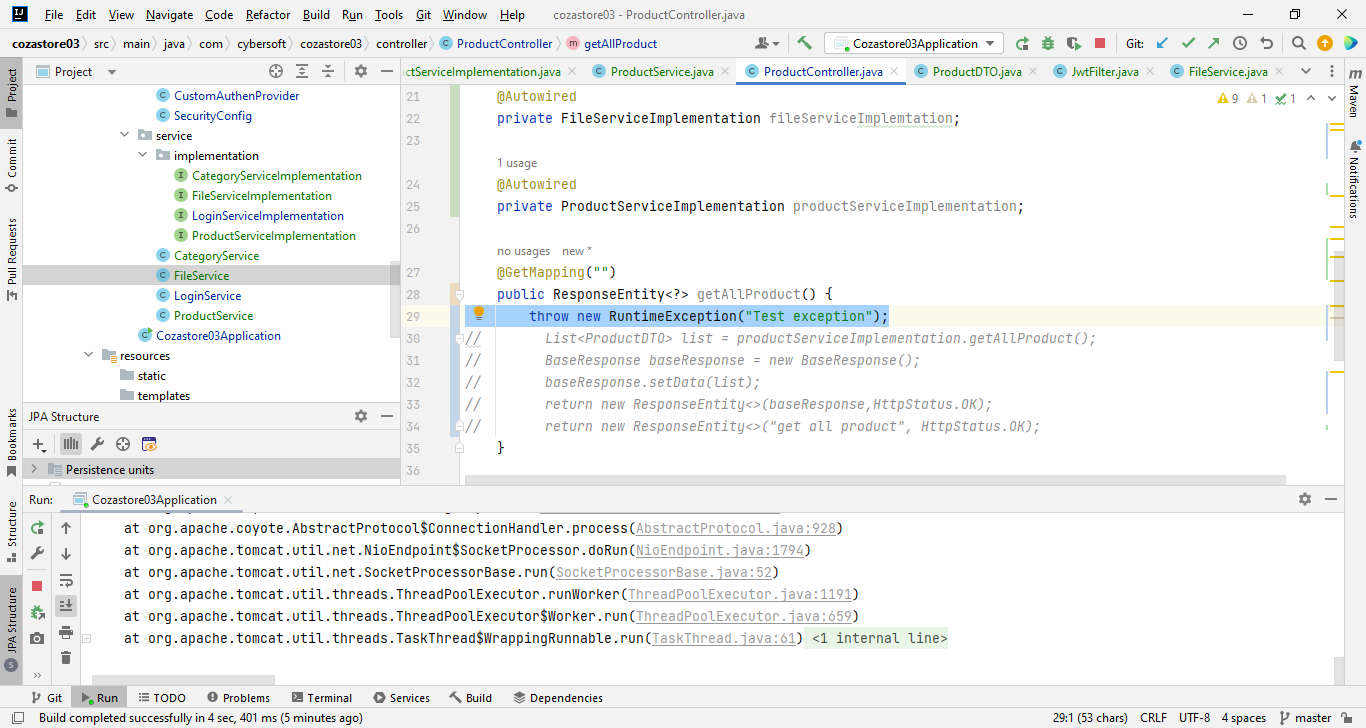 File Edit View Navigate Code Refactor Build Run Tools Git Window Help cozastore03 - ProductController.java
cozastore03 src main java com cybersoft cozastore03 controller ProductController getAllProduct Cozastore03Application Git:
Project ctServiceImplementation.java ProductService.java ProductController.java ProductDTO.java JwtFilter.java FileService.java
Project
Commit
Pull Requests
Bookmarks
Structure
JPA Structure
Maven
Notifications
CustomAuthenProvider
SecurityConfig
service
implementation
CategoryServiceImplementation
FileServiceImplementation
LoginServiceImplementation
ProductServiceImplementation
CategoryService
FileService
LoginService
ProductService
Cozastore03Application
resources
static
templates
JPA Structure
Persistence units
9 1 1
21 @Autowired
22 private FileServiceImplementation fileServiceImplemtation;
23
1 usage
24 @Autowired
25 private ProductServiceImplementation productServiceImplementation;
26
no usages new *
27 @GetMapping("")
28 public ResponseEntity<?> getAllProduct() {
29 throw new RuntimeException("Test exception");
30 // List<ProductDTO> list = productServiceImplementation.getAllProduct();
31 // BaseResponse baseResponse = new BaseResponse();
32 // baseResponse.setData(list);
33 // return new ResponseEntity<>(baseResponse,HttpStatus.OK);
34 // return new ResponseEntity<>("get all product", HttpStatus.OK);
35 }
36
Run: Cozastore03Application
at org.apache.coyote.AbstractProtocol$ConnectionHandler.process(AbstractProtocol.java:928)
at org.apache.tomcat.util.net.NioEndpoint$SocketProcessor.doRun(NioEndpoint.java:1794)
at org.apache.tomcat.util.net.SocketProcessorBase.run(SocketProcessorBase.java:52)
at org.apache.tomcat.util.threads.ThreadPoolExecutor.runWorker(ThreadPoolExecutor.java:1191)
at org.apache.tomcat.util.threads.ThreadPoolExecutor$Worker.run(ThreadPoolExecutor.java:659)
at org.apache.tomcat.util.threads.TaskThread$WrappingRunnable.run(TaskThread.java:61) <1 internal line>
Git Run TODO Problems Terminal Services Build Dependencies
Build completed successfully in 4 sec, 401 ms (5 minutes ago) 29:1 (53 chars) CRLF UTF-8 4 spaces master